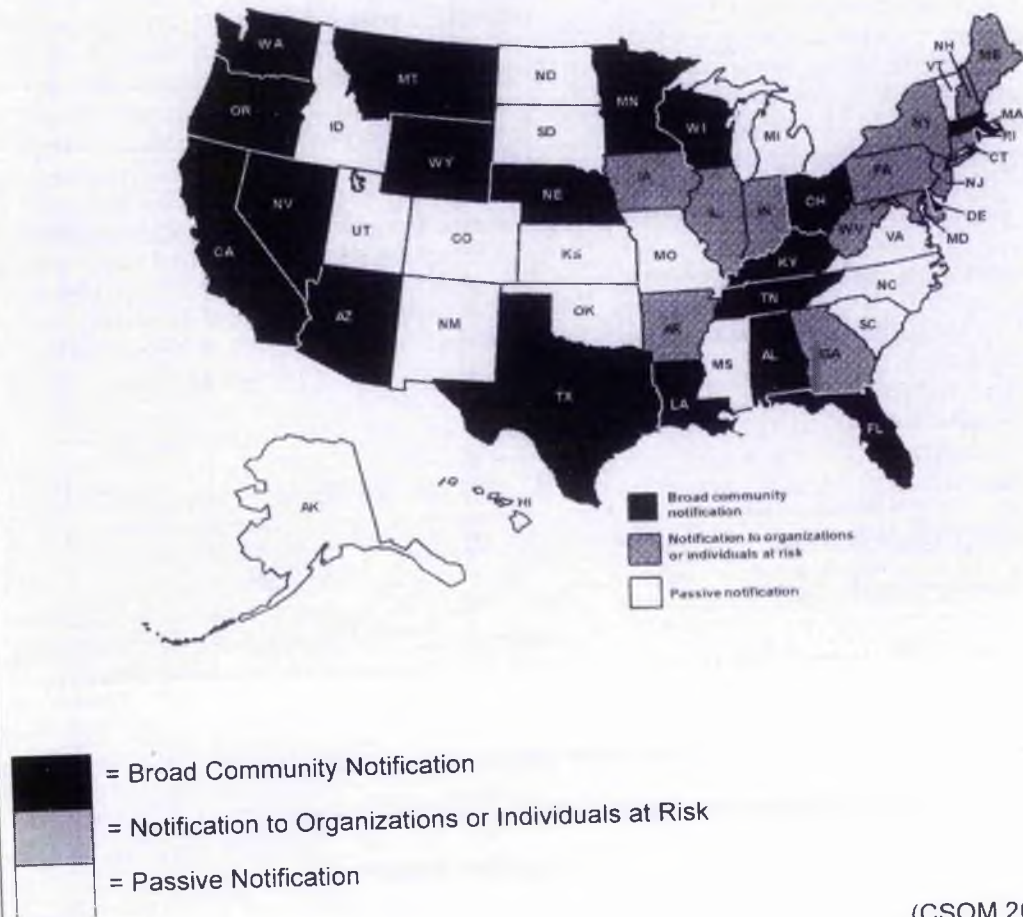 WA
MT
ND
MN
OR
ID
SD
WI
MI
WY
NH
VT
ME
NY
MA
RI
CT
NV
UT
CO
NE
IA
IL
IN
OH
PA
NJ
DE
MD
WV
VA
CA
KS
MO
KY
NC
AZ
NM
OK
AR
TN
SC
MS
AL
GA
TX
LA
FL
AK
HI
Broad community
notification
Notification to organizations
or individuals at risk
Passive notification
= Broad Community Notification
= Notification to Organizations or Individuals at Risk
= Passive Notification
(CSOM